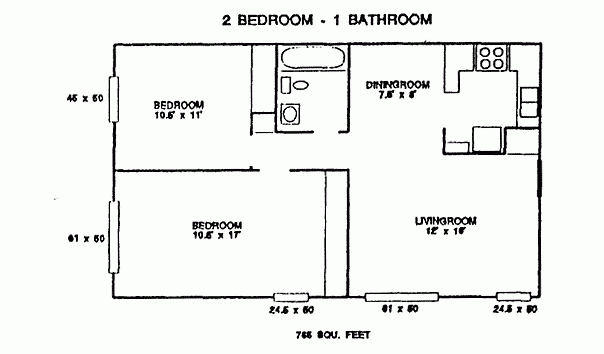 2 BEDROOM - 1 BATHROOM
DININGROOM
7.5' x 8'
45 x 50
BEDROOM
10.5' x 11'
BEDROOM
10.5' x 17'
LIVINGROOM
12' x 18'
61 x 50
24.5 x 50
61 x 50
24.5 x 50
765 SQU. FEET